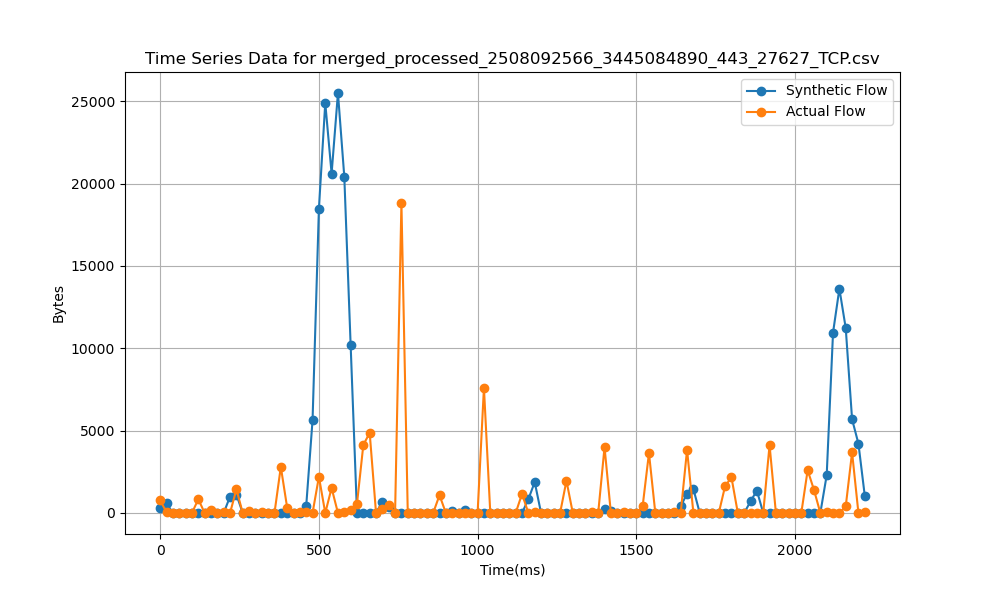 Time Series Data for merged_processed_2508092566_3445084890_443_27627_TCP.csv
Synthetic Flow
Actual Flow
25000
20000
15000
10000
5000
0
Bytes
0 500 1000 1500 2000
Time(ms)